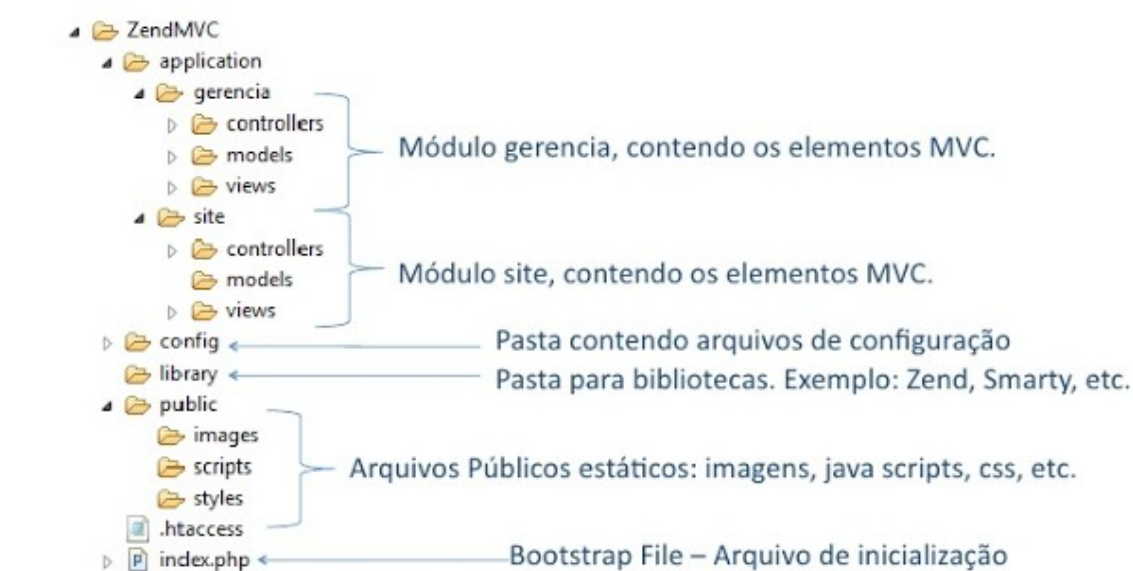 ZendMVC
application
gerencia
controllers
models
views
Módulo gerencia, contendo os elementos MVC.
site
controllers
models
views
Módulo site, contendo os elementos MVC.
config
Pasta contendo arquivos de configuração
library
Pasta para bibliotecas. Exemplo: Zend, Smarty, etc.
public
images
scripts
styles
Arquivos Públicos estáticos: imagens, java scripts, css, etc.
.htaccess
index.php
Bootstrap File – Arquivo de inicialização